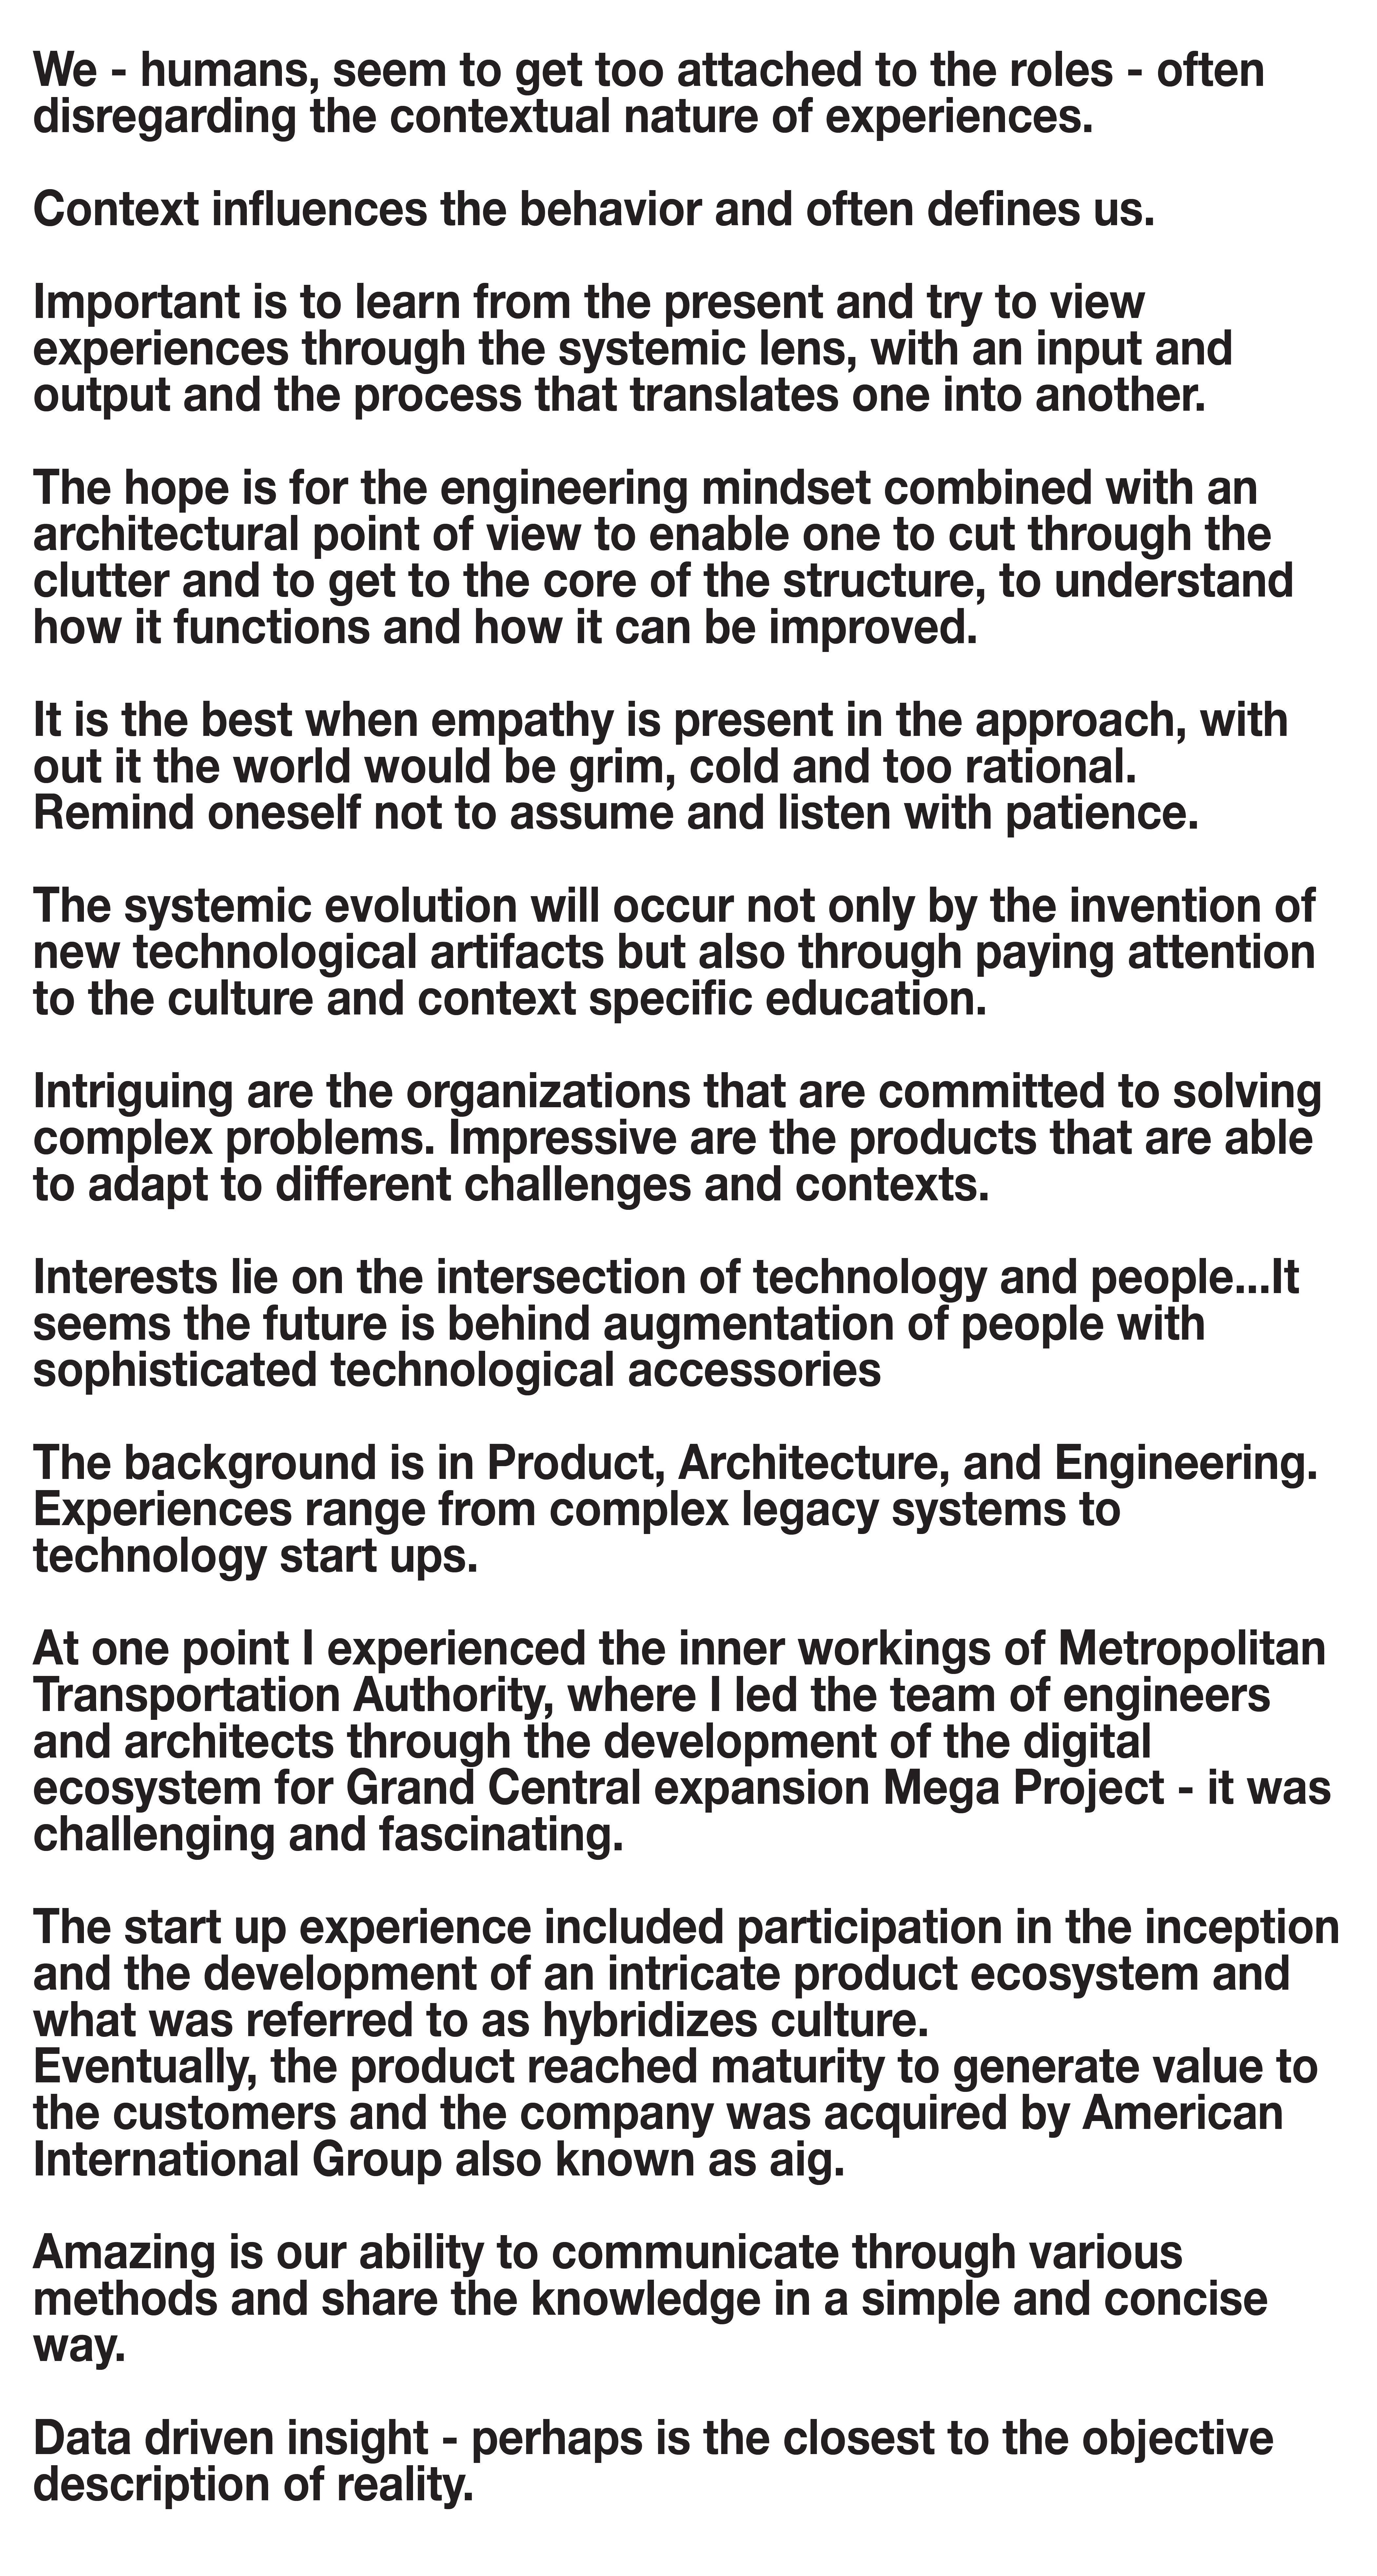 We - humans, seem to get too attached to the roles - often
disregarding the contextual nature of experiences.
Context influences the behavior and often defines us.
Important is to learn from the present and try to view
experiences through the systemic lens, with an input and
output and the process that translates one into another.
The hope is for the engineering mindset combined with an
architectural point of view to enable one to cut through the
clutter and to get to the core of the structure, to understand
how it functions and how it can be improved.
It is the best when empathy is present in the approach, with
out it the world would be grim, cold and too rational.
Remind oneself not to assume and listen with patience.
The systemic evolution will occur not only by the invention of
new technological artifacts but also through paying attention
to the culture and context specific education.
Intriguing are the organizations that are committed to solving
complex problems. Impressive are the products that are able
to adapt to different challenges and contexts.
Interests lie on the intersection of technology and people...It
seems the future is behind augmentation of people with
sophisticated technological accessories
The background is in Product, Architecture, and Engineering.
Experiences range from complex legacy systems to
technology start ups.
At one point I experienced the inner workings of Metropolitan
Transportation Authority, where I led the team of engineers
and architects through the development of the digital
ecosystem for Grand Central expansion Mega Project - it was
challenging and fascinating.
The start up experience included participation in the inception
and the development of an intricate product ecosystem and
what was referred to as hybridizes culture.
Eventually, the product reached maturity to generate value to
the customers and the company was acquired by American
International Group also known as aig.
Amazing is our ability to communicate through various
methods and share the knowledge in a simple and concise
way.
Data driven insight - perhaps is the closest to the objective
description of reality.